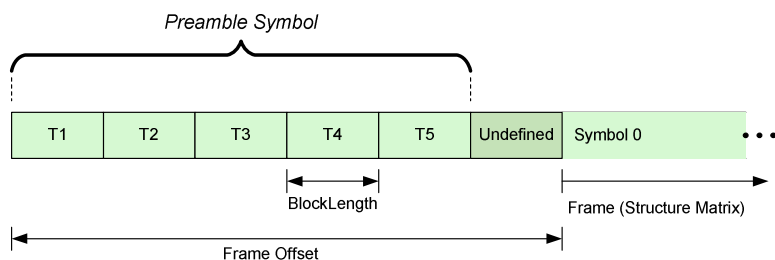 Preamble Symbol
T1 T2 T3 T4 T5 Undefined Symbol 0 •••
BlockLength
Frame (Structure Matrix)
Frame Offset